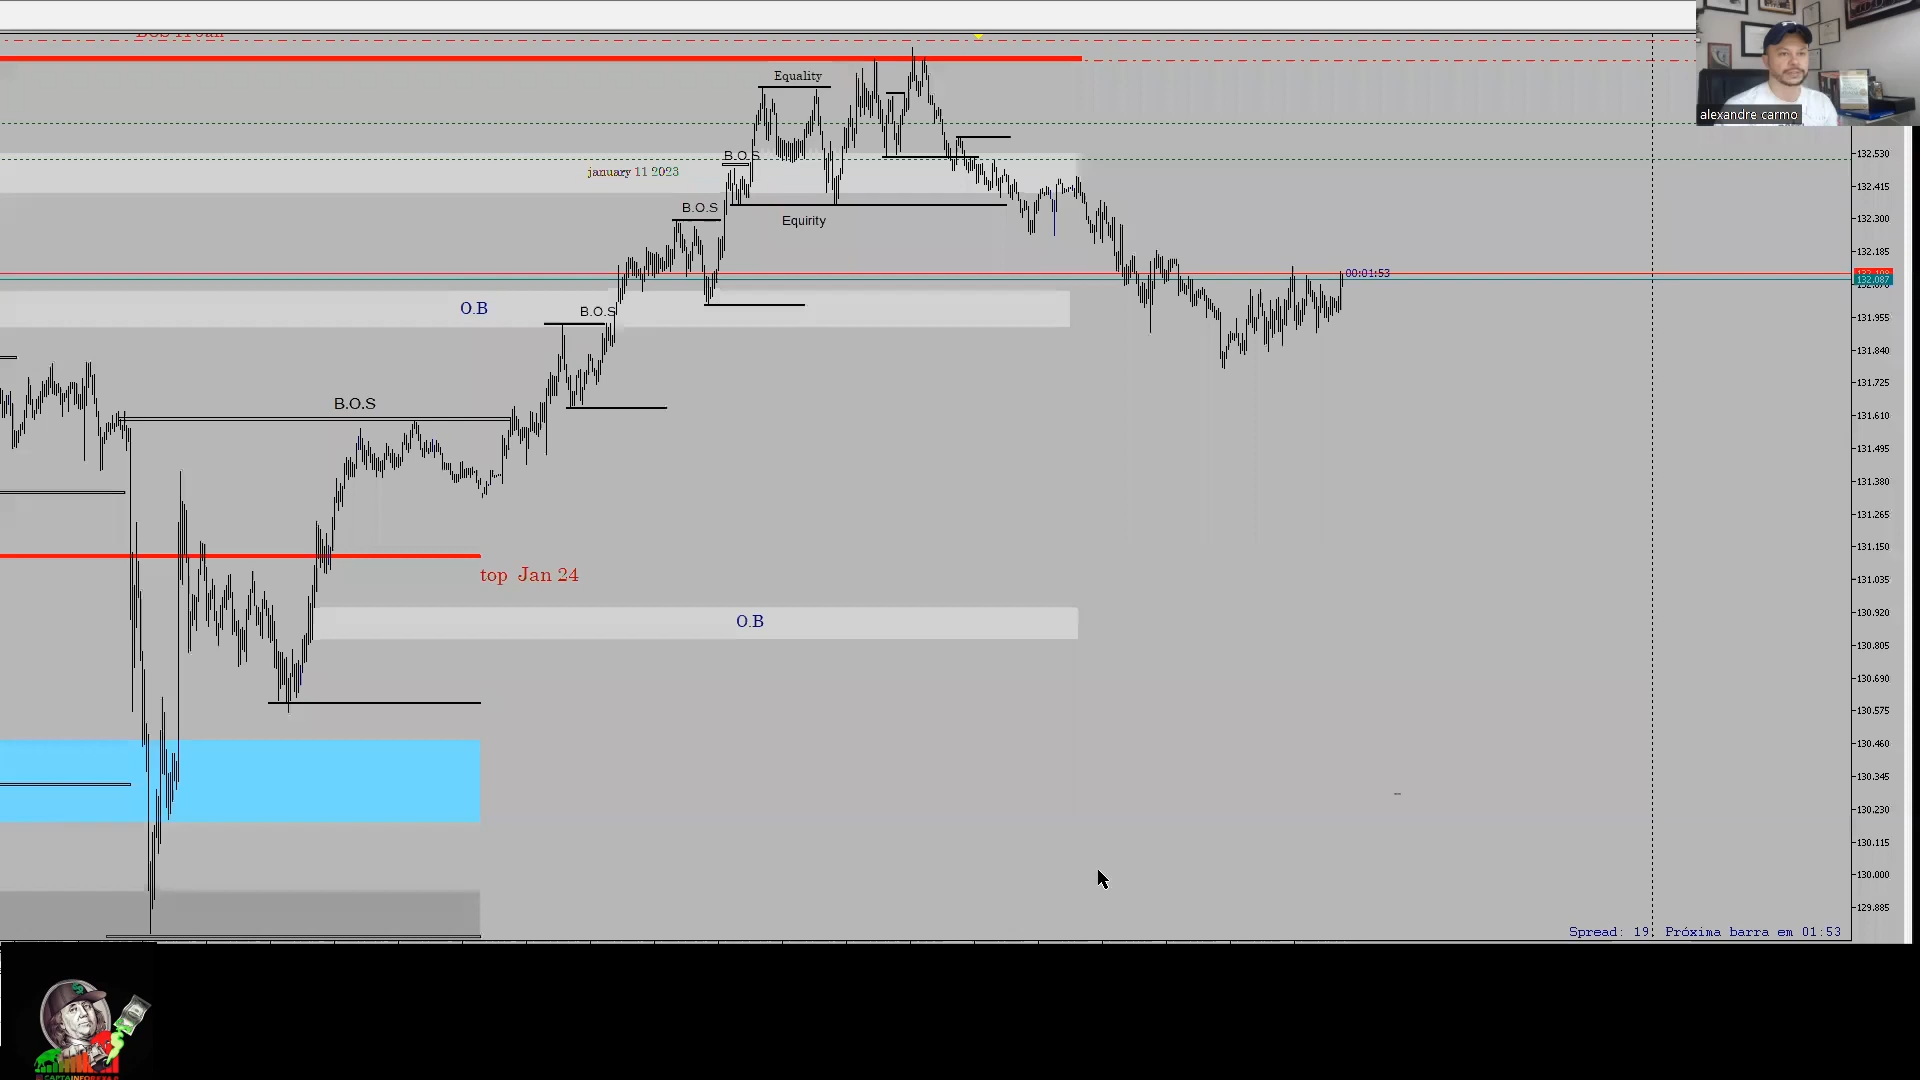 Equality
alexandre carmo
B.O.S
132.530
january 11 2023
132.415
B.O.S
Equirity
132.300
132.185
00:01:53
132.087
O.B
B.O.S
131.955
131.840
131.725
B.O.S
131.610
131.495
131.380
131.265
131.150
top Jan 24
131.035
O.B
130.920
130.805
130.690
130.575
130.460
130.345
130.230
130.115
130.000
129.885
Spread: 19. Próxima barra em 01:53